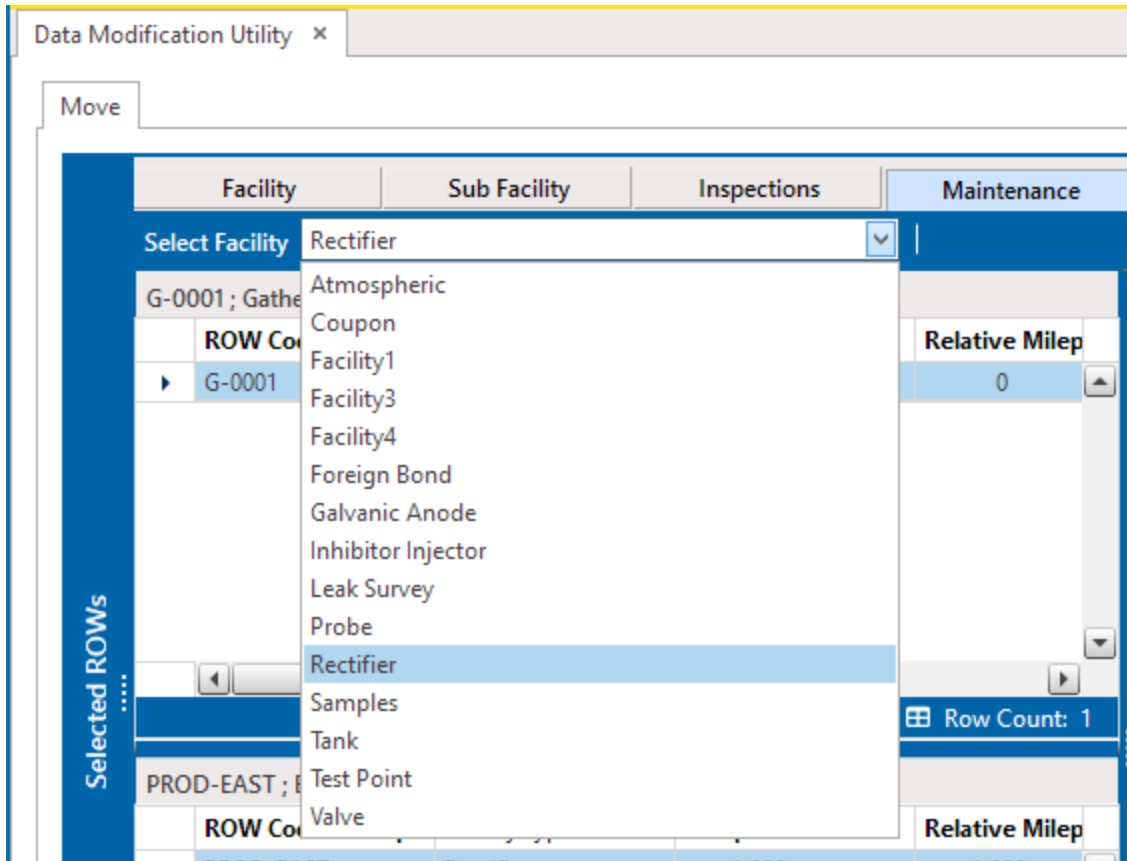 Data Modification Utility ×
Move
Facility Sub Facility Inspections Maintenance
Select Facility Rectifier
Atmospheric
G-0001 ; Gathe
Coupon
ROW Relative Milep
Facility1
G-0001 0
Facility3
Facility4
Foreign Bond
Galvanic Anode
Inhibitor Injector
Leak Survey
Probe
Rectifier
Samples
Row Count: 1
Tank
Selected ROWs
Test Point
PROD-EAST ;
Valve
ROW Relative Milep